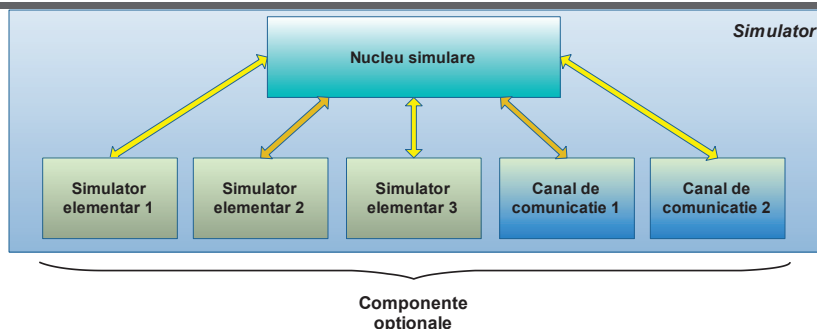 Simulator
Nucleu simulare
Simulator
elementar 1
Simulator
elementar 2
Simulator
elementar 3
Canal de
comunicatie 1
Canal de
comunicatie 2
Componente
optionale